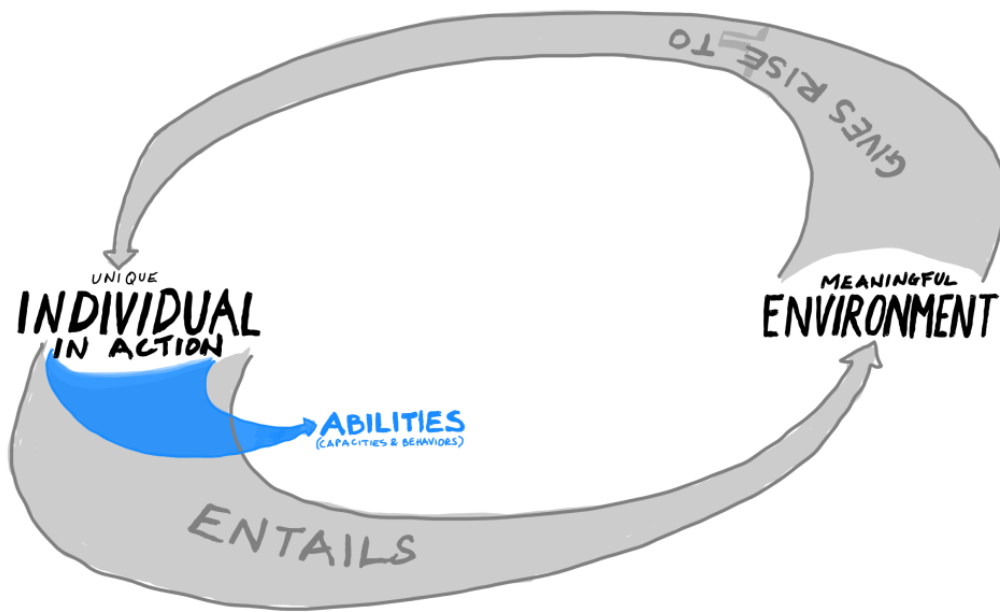 GIVES RISE TO
UNIQUE
INDIVIDUAL
IN ACTION
MEANINGFUL
ENVIRONMENT
ABILITIES
(CAPACITIES & BEHAVIORS)
ENTAILS